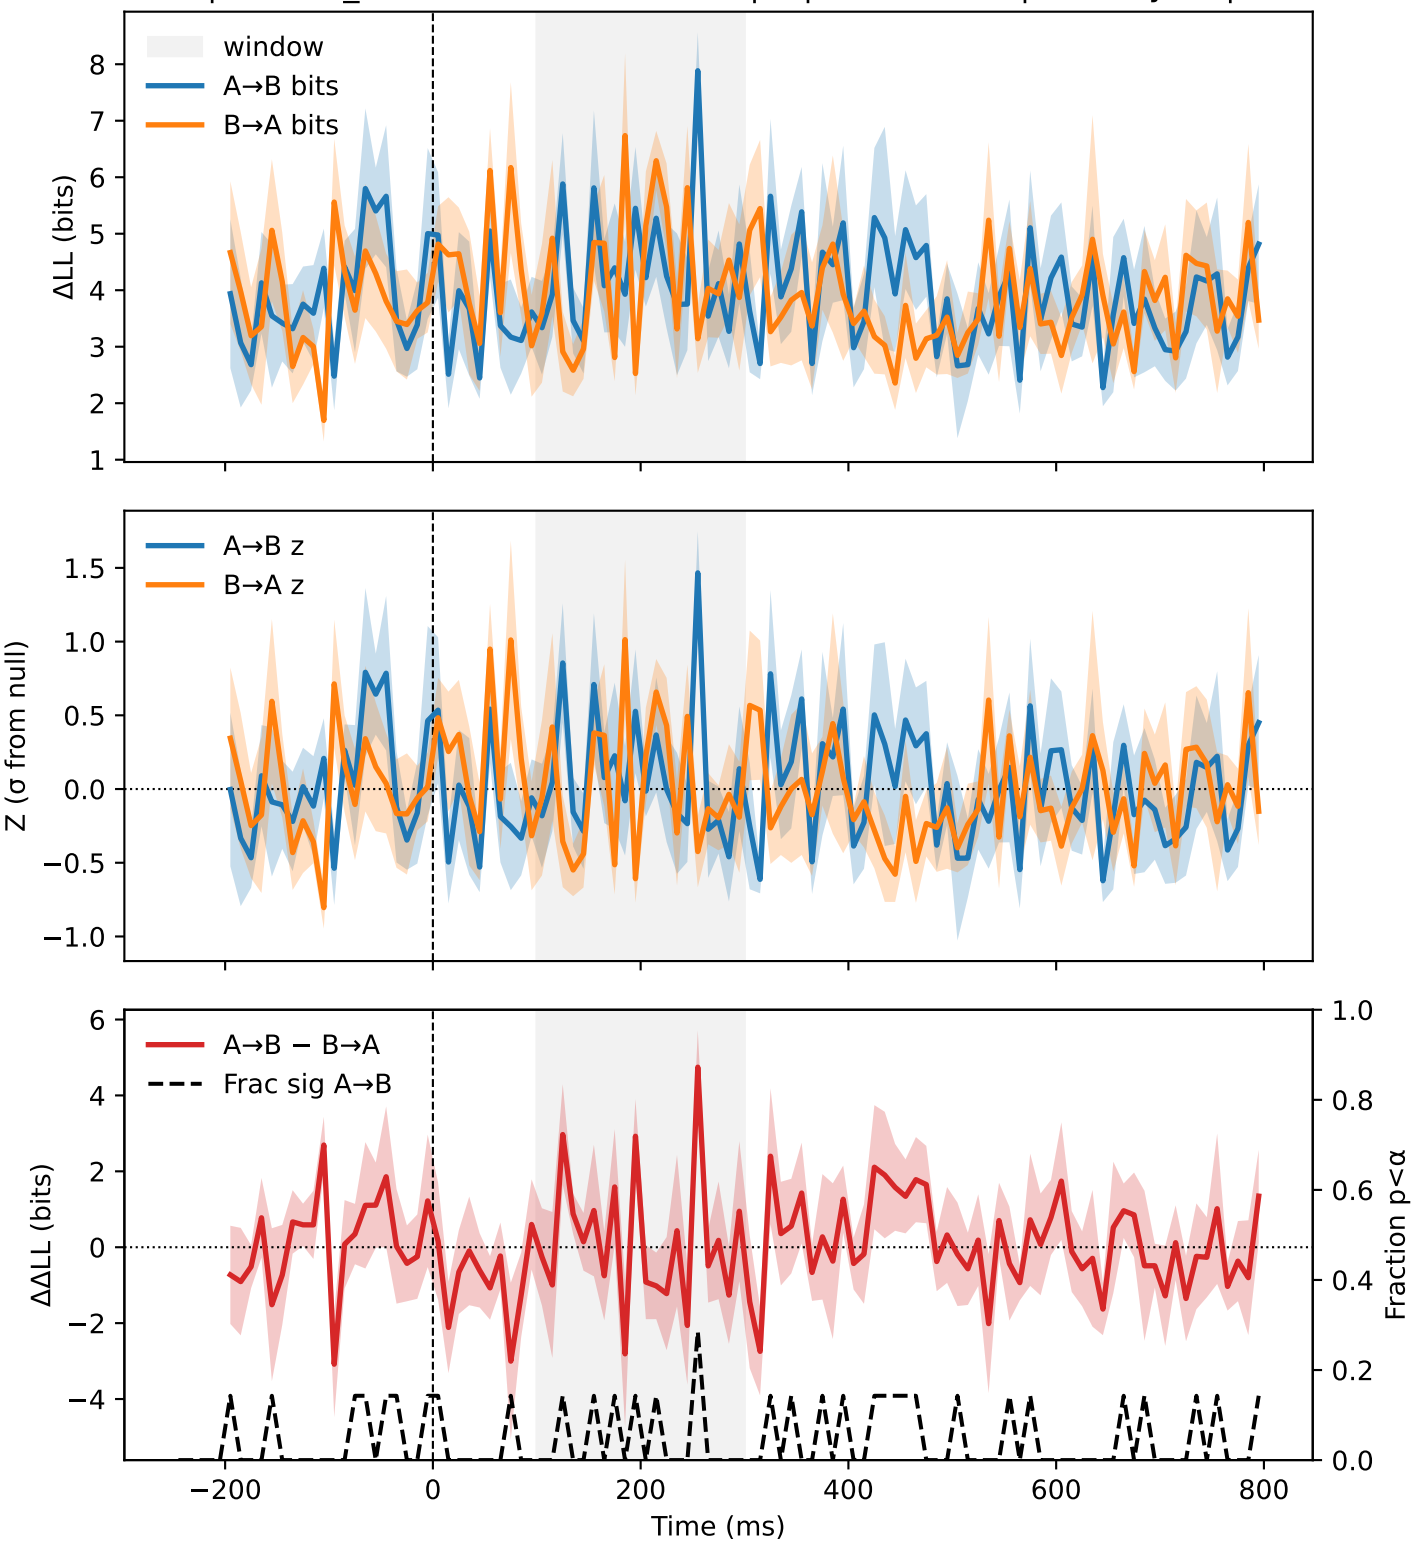 window
A→B bits
B→A bits
8
7
6
5
4
3
2
1
ΔLL (bits)
A→B z
B→A z
1.5
1.0
0.5
0.0
−0.5
−1.0
Z (σ from null)
A→B − B→A
Frac sig A→B
6
4
2
0
−2
−4
ΔΔLL (bits)
1.0
0.8
0.6
0.4
0.2
0.0
Fraction p<α
−200 0 200 400 600 800
Time (ms)